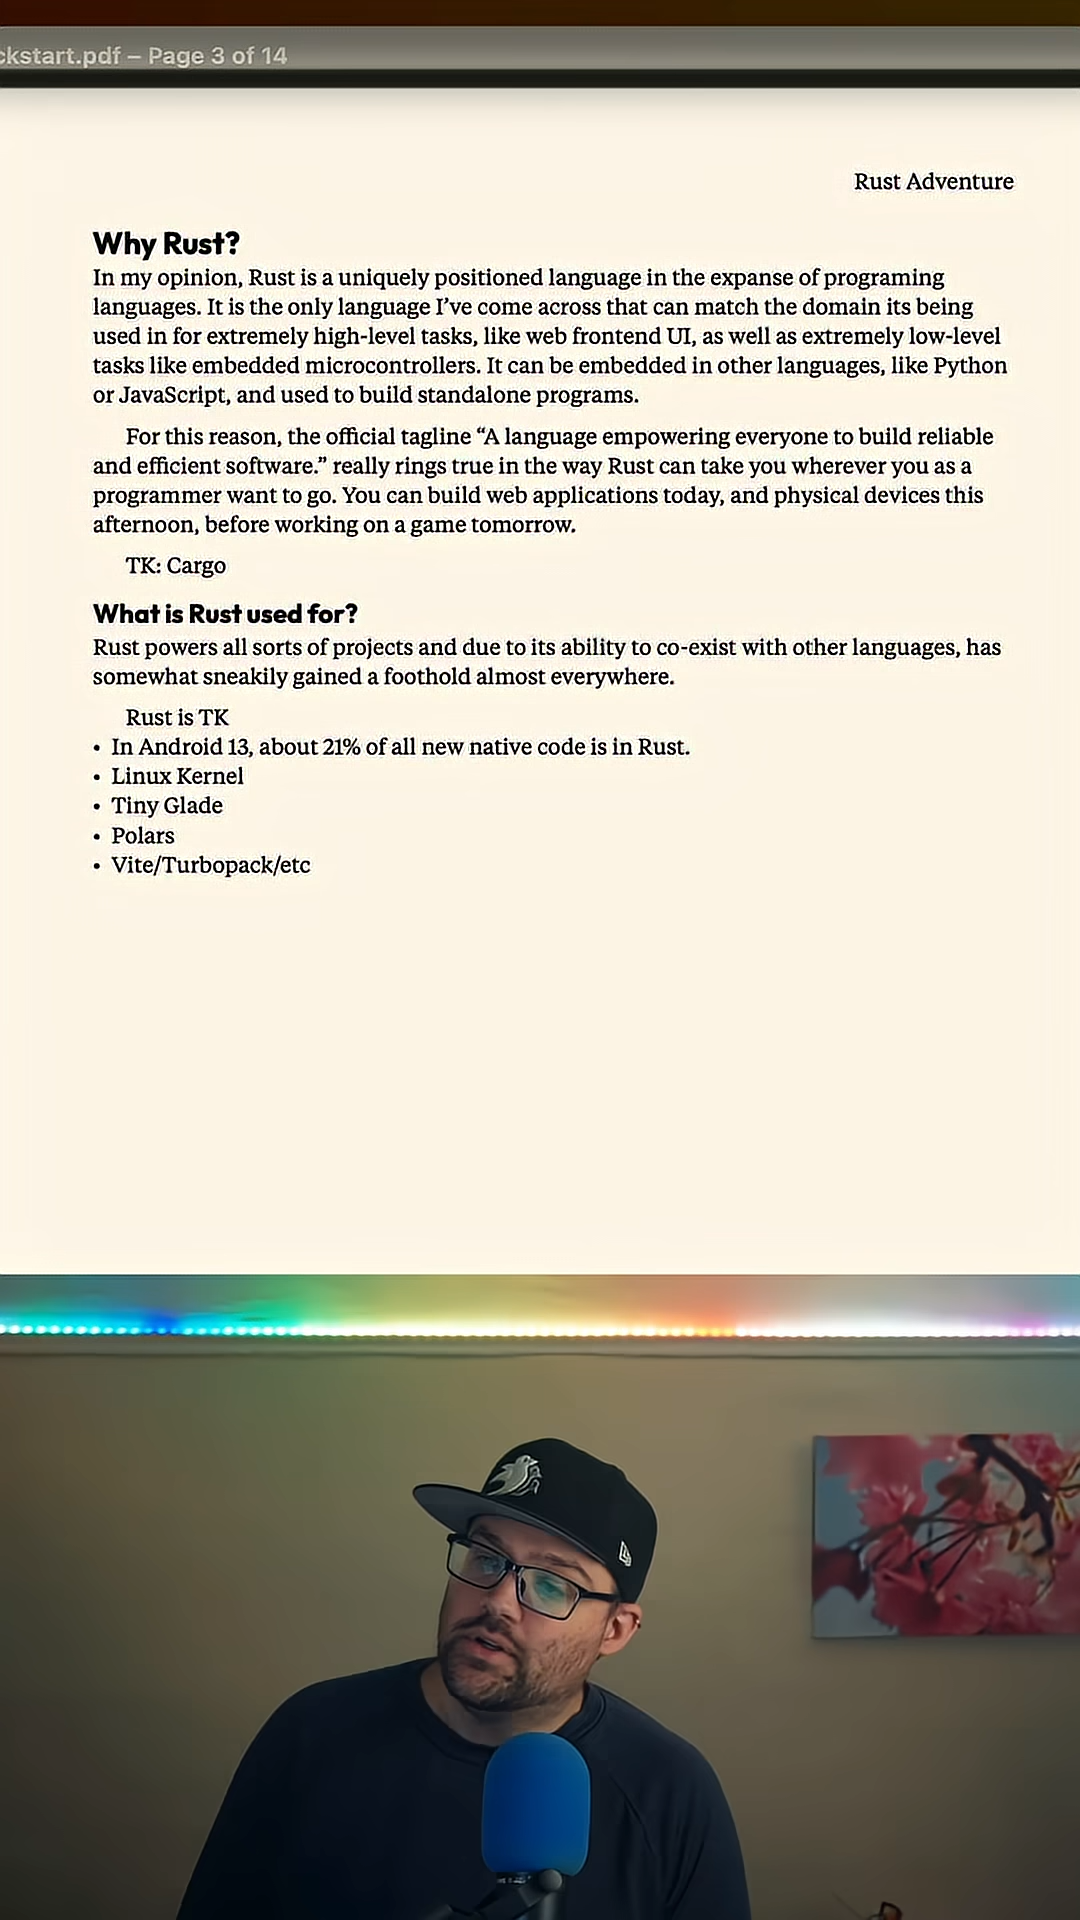 ckstart.pdf – Page 3 of 14
Rust Adventure
Why Rust?
In my opinion, Rust is a uniquely positioned language in the expanse of programing
languages. It is the only language I've come across that can match the domain its being
used in for extremely high-level tasks, like web frontend UI, as well as extremely low-level
tasks like embedded microcontrollers. It can be embedded in other languages, like Python
or JavaScript, and used to build standalone programs.
For this reason, the official tagline “A language empowering everyone to build reliable
and efficient software.” really rings true in the way Rust can take you wherever you as a
programmer want to go. You can build web applications today, and physical devices this
afternoon, before working on a game tomorrow.
TK: Cargo
What is Rust used for?
Rust powers all sorts of projects and due to its ability to co-exist with other languages, has
somewhat sneakily gained a foothold almost everywhere.
Rust is TK
• In Android 13, about 21% of all new native code is in Rust.
• Linux Kernel
• Tiny Glade
• Polars
• Vite/Turbopack/etc